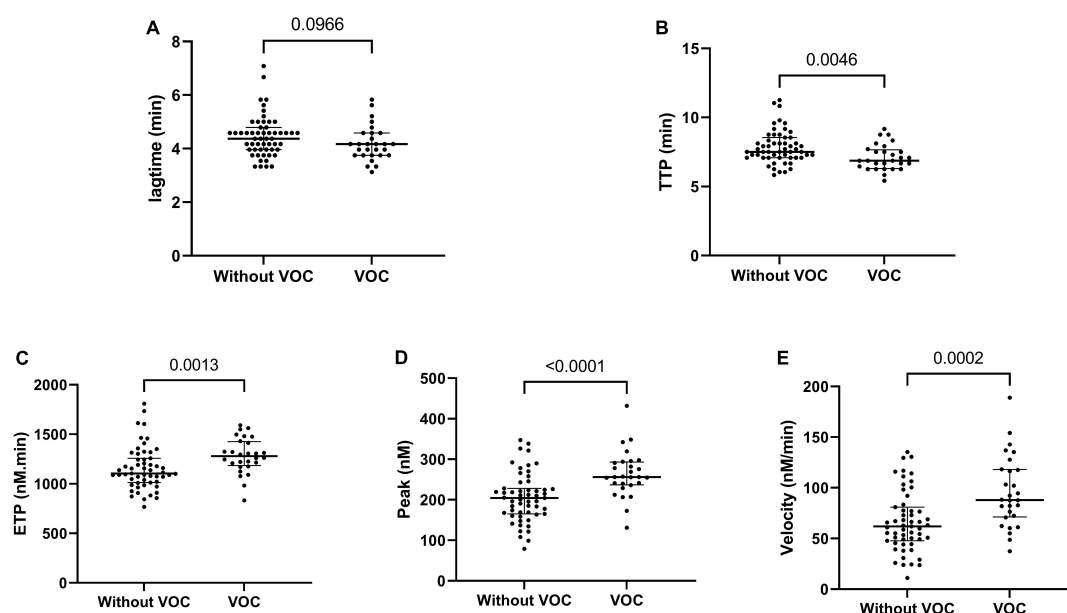 A
0.0966
lagtime (min)
8
6
4
2
0
Without VOC VOC
B
0.0046
TTP (min)
15
10
5
0
Without VOC VOC
C
0.0013
ETP (nM.min)
2000
1500
1000
500
0
Without VOC VOC
D
<0.0001
Peak (nM)
500
400
300
200
100
0
Without VOC VOC
E
0.0002
Velocity (nM/min)
200
150
100
50
0
Without VOC VOC